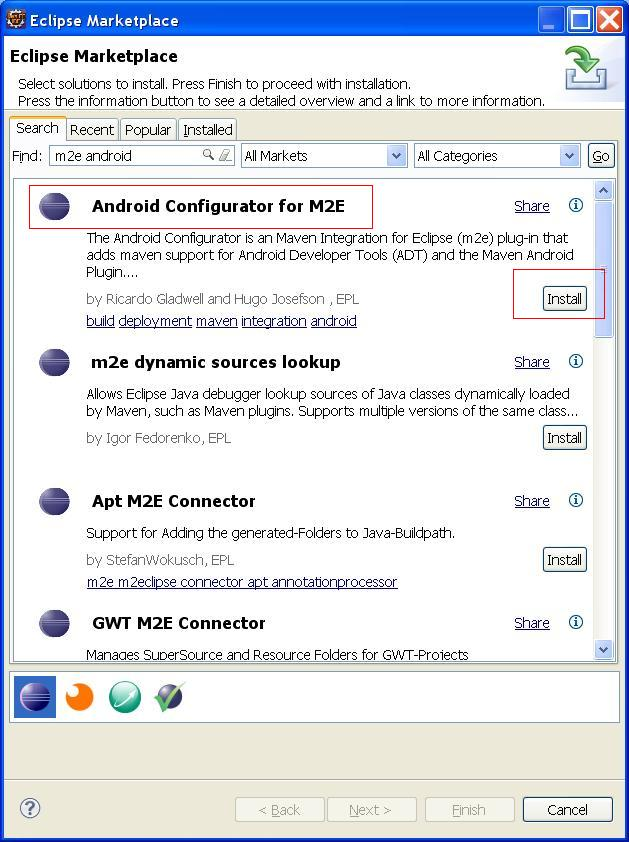 Eclipse Marketplace
Eclipse Marketplace
Select solutions to install. Press Finish to proceed with installation.
Press the information button to see a detailed overview and a link to more information.
Search Recent Popular Installed
Find: m2e android All Markets All Categories Go
Android Configurator for M2E Share
The Android Configurator is an Maven Integration for Eclipse (m2e) plug-in that
adds maven support for Android Developer Tools (ADT) and the Maven Android
Plugin....
by Ricardo Gladwell and Hugo Josefson , EPL Install
build deployment maven integration android
m2e dynamic sources lookup Share
Allows Eclipse Java debugger lookup sources of Java classes dynamically loaded
by Maven, such as Maven plugins. Supports multiple versions of the same class...
by Igor Fedorenko, EPL Install
Apt M2E Connector Share
Support for Adding the generated-Folders to Java-Buildpath.
by StefanWokusch, EPL Install
m2e m2eclipse connector apt annotationprocessor
GWT M2E Connector Share
Manages SuperSource and Resource Folders for GWT-Projects
? < Back Next > Finish Cancel